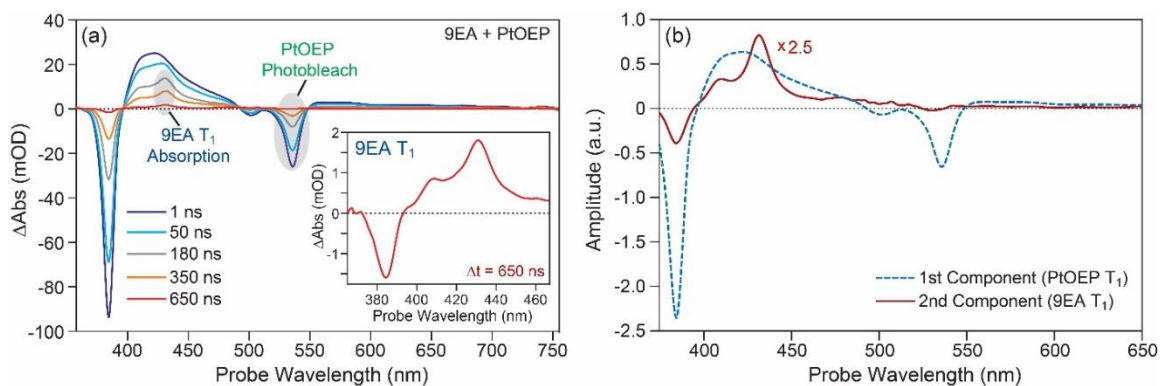 (a)
9EA + PtOEP
PtOEP
Photobleach
9EA T₁
Absorption
40
20
0
-20
-40
-60
-80
-100
ΔAbs (mOD)
1 ns
50 ns
180 ns
350 ns
650 ns
400 450 500 550 600 650 700 750
Probe Wavelength (nm)
9EA T₁
2
1
0
-1
ΔAbs (mOD)
Δt = 650 ns
380 400 420 440 460
Probe Wavelength (nm)
(b)
x 2.5
1.0
0.5
0
-0.5
-1.0
-1.5
-2.0
-2.5
Amplitude (a.u.)
1st Component (PtOEP T₁)
2nd Component (9EA T₁)
400 450 500 550 600 650
Probe Wavelength (nm)